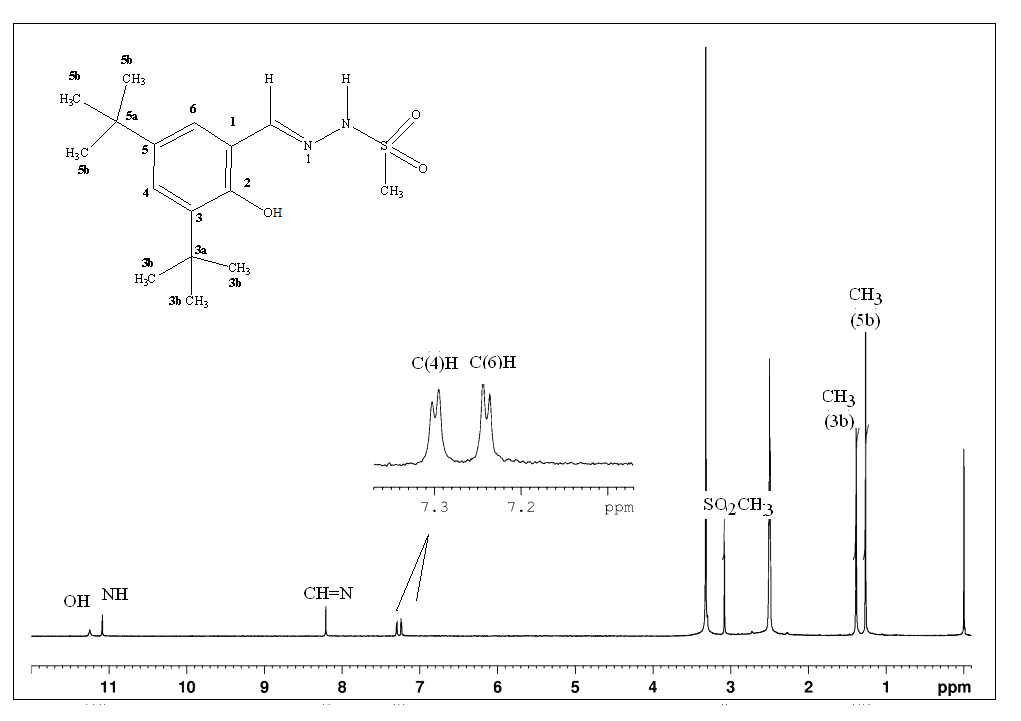 5b
5b
CH3
H3C
5a
H3C
5b
5
6
1
H
H
N
1
N
S
O
O
CH3
2
OH
4
3
3a
3b
H3C
CH3
3b
3b CH3
CH3
(5b)
CH3
(3b)
C(4)H C(6)H
7.3 7.2 ppm
SO2CH3
OH
NH
CH=N
11 10 9 8 7 6 5 4 3 2 1 ppm